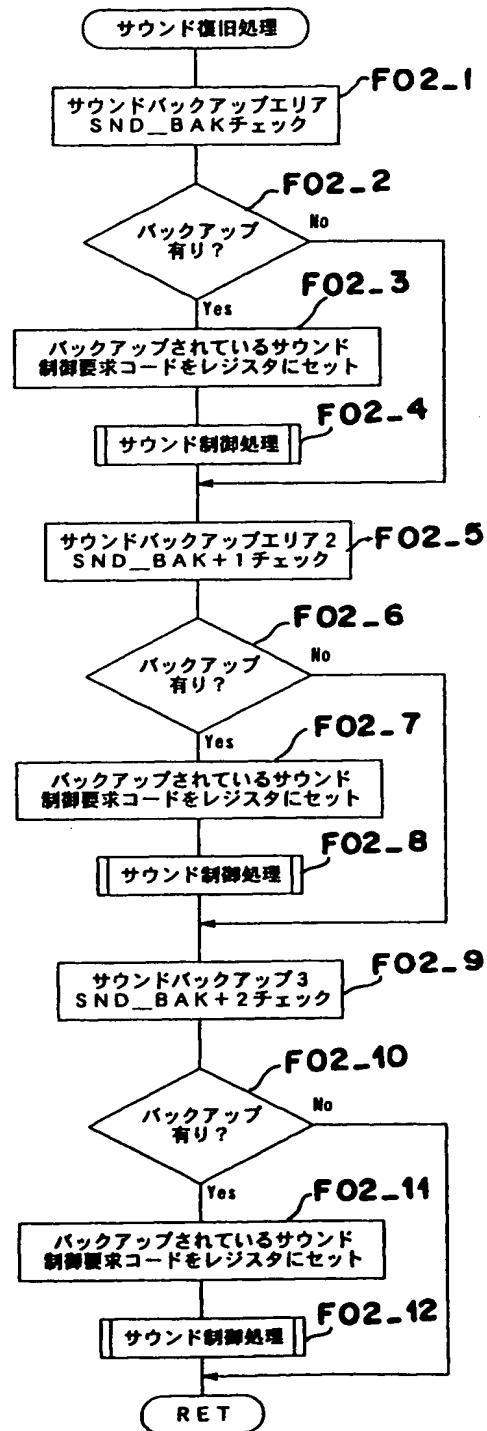 サウンド復旧処理
F02_1
サウンドバックアップエリア
SND__BAKチェック
F02_2
バックアップ
有り?
No
Yes
F02_3
バックアップされているサウンド
制御要求コードをレジスタにセット
F02_4
サウンド制御処理
F02_5
サウンドバックアップエリア2
SND__BAK+1チェック
F02_6
バックアップ
有り?
No
Yes
F02_7
バックアップされているサウンド
制御要求コードをレジスタにセット
F02_8
サウンド制御処理
F02_9
サウンドバックアップ3
SND__BAK+2チェック
F02_10
バックアップ
有り?
No
Yes
F02_11
バックアップされているサウンド
制御要求コードをレジスタにセット
F02_12
サウンド制御処理
RET